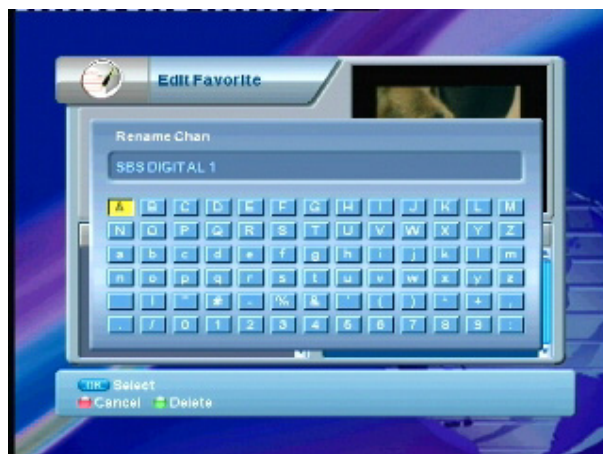 Edit Favorite
Rename Chan
SBS DIGITAL 1
A B C D E F G H I J K L M
N O P Q R S T U V W X Y Z
a b c d e f g h i j k l m
n o p q r s t u v w x y z
! " # - % & ' ( ) * + ,
. / 0 1 2 3 4 5 6 7 8 9 :
OK Select
Cancel Delete